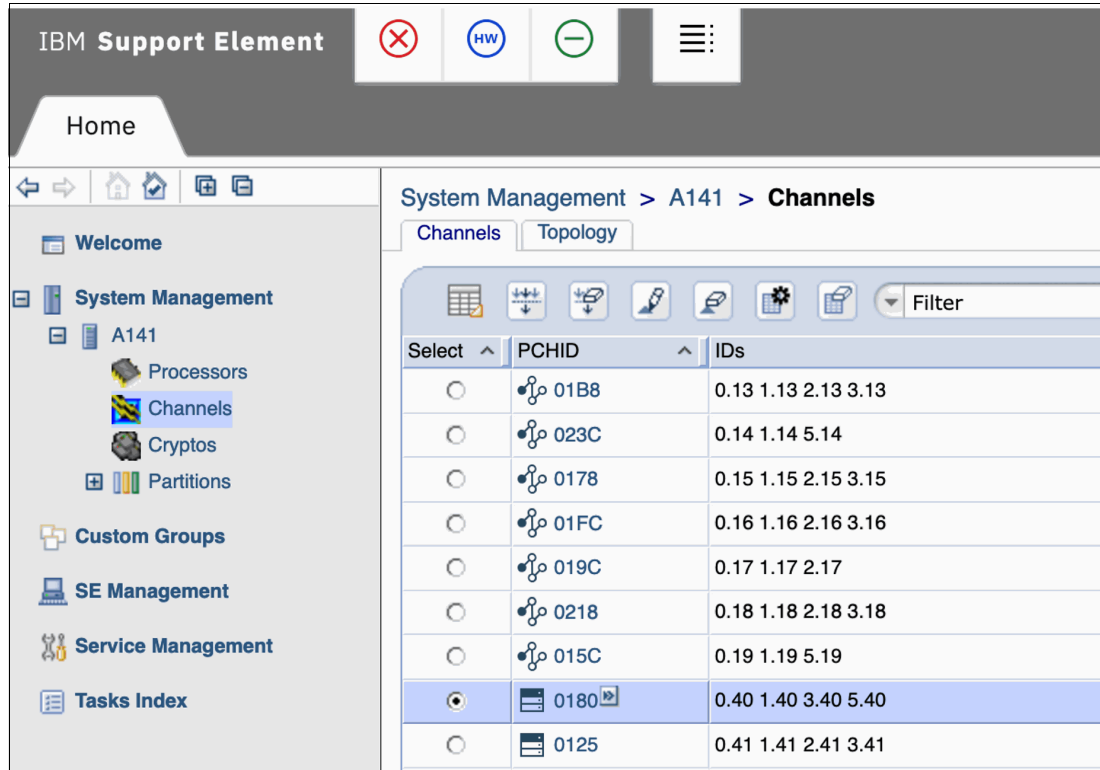 IBM Support Element
HW
Home
Welcome
System Management
A141
Processors
Channels
Cryptos
Partitions
Custom Groups
SE Management
Service Management
Tasks Index
System Management > A141 > Channels
Channels Topology
Filter
Select PCHID IDs
01B8 0.13 1.13 2.13 3.13
023C 0.14 1.14 5.14
0178 0.15 1.15 2.15 3.15
01FC 0.16 1.16 2.16 3.16
019C 0.17 1.17 2.17
0218 0.18 1.18 2.18 3.18
015C 0.19 1.19 5.19
0180 0.40 1.40 3.40 5.40
0125 0.41 1.41 2.41 3.41